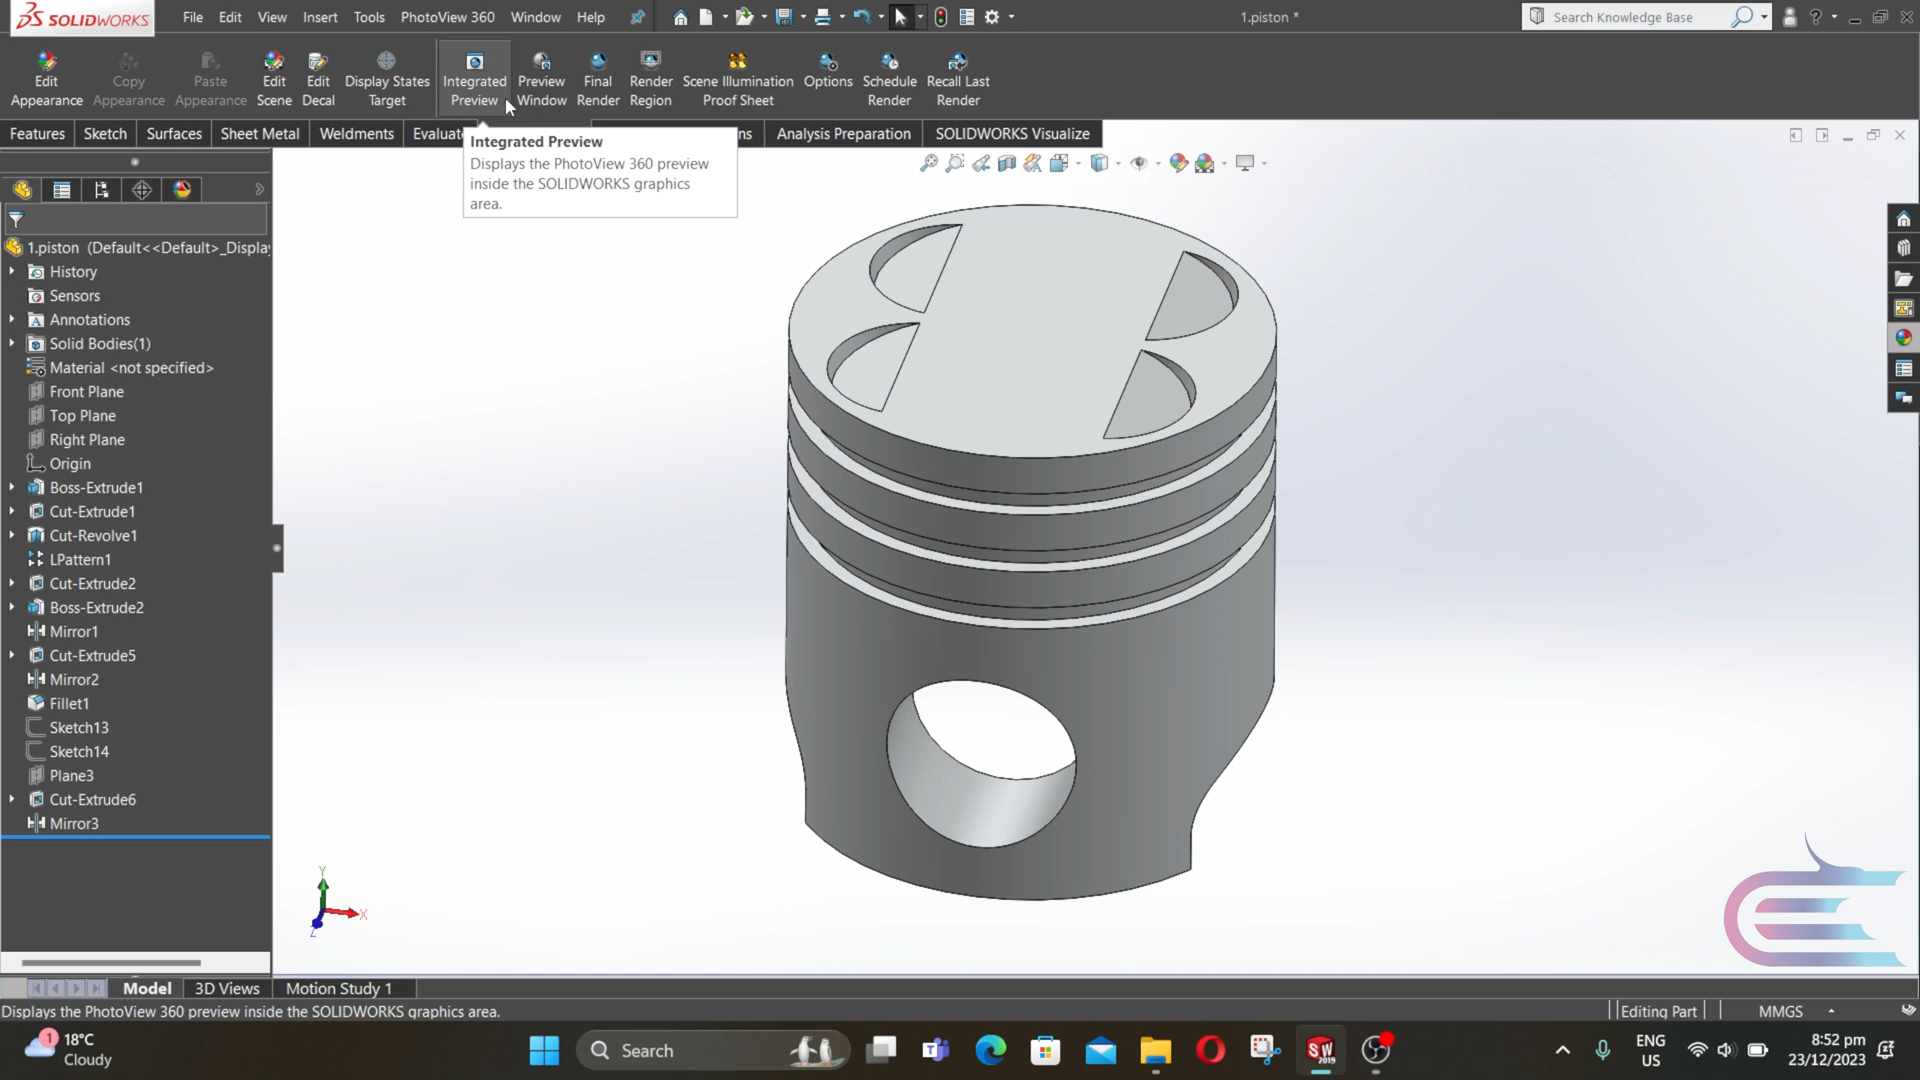 SOLIDWORKS
File Edit View Insert Tools PhotoView 360 Window Help
1.piston *
Search Knowledge Base
?
Edit Appearance
Copy Appearance
Paste Appearance
Edit Scene
Edit Decal
Display States Target
Integrated Preview
Preview Window
Final Render
Render Region
Scene Illumination Proof Sheet
Options
Schedule Render
Recall Last Render
Features Sketch Surfaces Sheet Metal Weldments Evaluat ns Analysis Preparation SOLIDWORKS Visualize
Integrated Preview
Displays the PhotoView 360 preview
inside the SOLIDWORKS graphics
area.
1.piston (Default<<Default>_Displa
History
Sensors
Annotations
Solid Bodies(1)
Material <not specified>
Front Plane
Top Plane
Right Plane
Origin
Boss-Extrude1
Cut-Extrude1
Cut-Revolve1
LPattern1
Cut-Extrude2
Boss-Extrude2
Mirror1
Cut-Extrude5
Mirror2
Fillet1
Sketch13
Sketch14
Plane3
Cut-Extrude6
Mirror3
Y
X
Z
Model 3D Views Motion Study 1
Displays the PhotoView 360 preview inside the SOLIDWORKS graphics area.
Editing Part
MMGS
1
18°C
Cloudy
Search
SW
2019
ENG
US
8:52 pm
23/12/2023